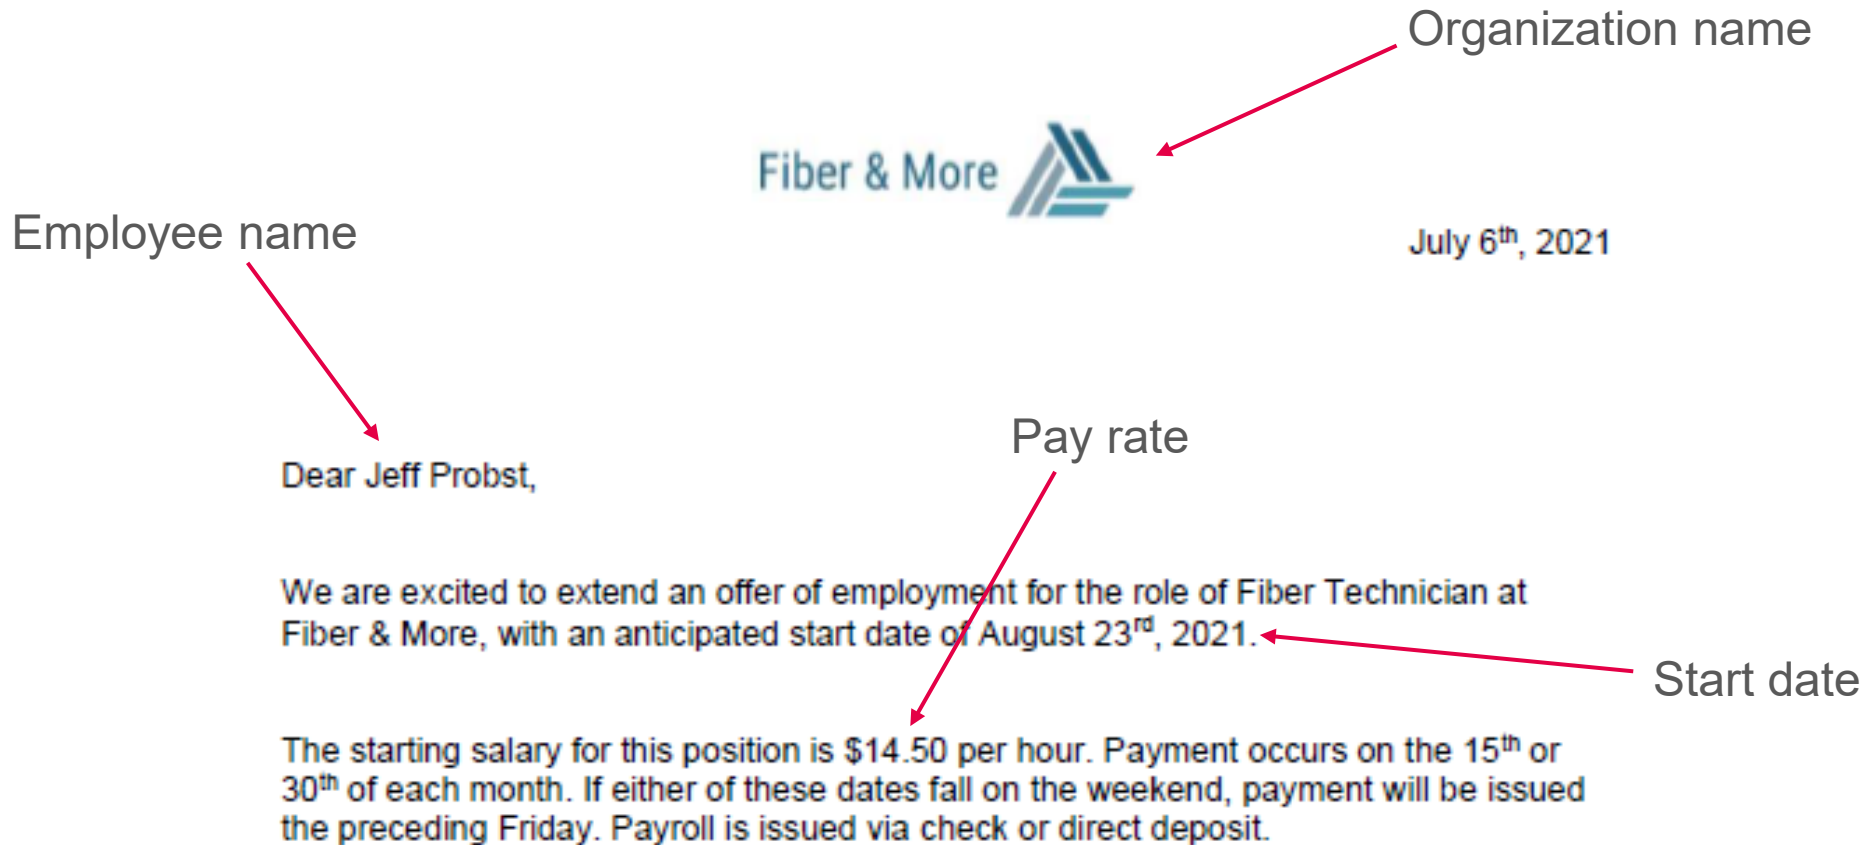 Organization name
Fiber & More
Employee name
July 6th, 2021
Pay rate
Dear Jeff Probst,
We are excited to extend an offer of employment for the role of Fiber Technician at
Fiber & More, with an anticipated start date of August 23rd, 2021.
Start date
The starting salary for this position is $14.50 per hour. Payment occurs on the 15th or
30th of each month. If either of these dates fall on the weekend, payment will be issued
the preceding Friday. Payroll is issued via check or direct deposit.